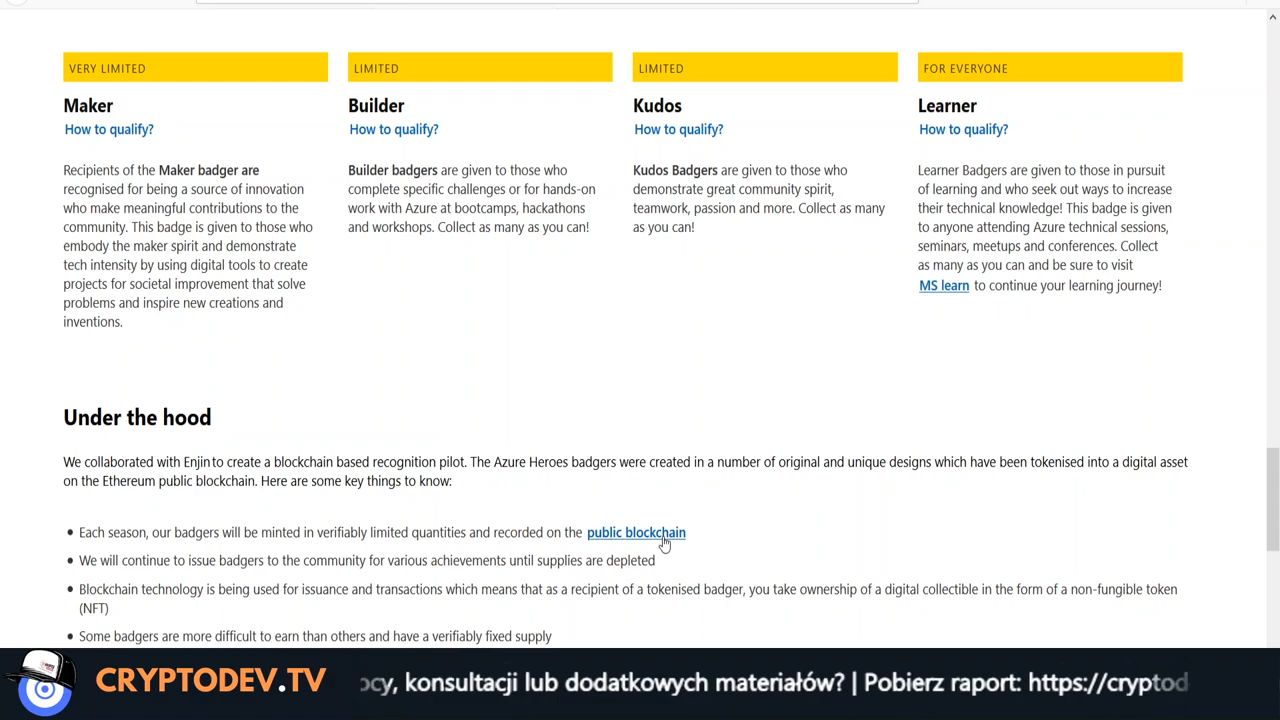 VERY LIMITED
Maker
How to qualify?
Recipients of the Maker badger are
recognised for being a source of innovation
who make meaningful contributions to the
community. This badge is given to those who
embody the maker spirit and demonstrate
tech intensity by using digital tools to create
projects for societal improvement that solve
problems and inspire new creations and
inventions.
LIMITED
Builder
How to qualify?
Builder badgers are given to those who
complete specific challenges or for hands-on
work with Azure at bootcamps, hackathons
and workshops. Collect as many as you can!
LIMITED
Kudos
How to qualify?
Kudos Badgers are given to those who
demonstrate great community spirit,
teamwork, passion and more. Collect as many
as you can!
FOR EVERYONE
Learner
How to qualify?
Learner Badgers are given to those in pursuit
of learning and who seek out ways to increase
their technical knowledge! This badge is given
to anyone attending Azure technical sessions,
seminars, meetups and conferences. Collect
as many as you can and be sure to visit
MS learn to continue your learning journey!
Under the hood
We collaborated with Enjin to create a blockchain based recognition pilot. The Azure Heroes badgers were created in a number of original and unique designs which have been tokenised into a digital asset
on the Ethereum public blockchain. Here are some key things to know:
• Each season, our badgers will be minted in verifiably limited quantities and recorded on the public blockchain
• We will continue to issue badgers to the community for various achievements until supplies are depleted
• Blockchain technology is being used for issuance and transactions which means that as a recipient of a tokenised badger, you take ownership of a digital collectible in the form of a non-fungible token
(NFT)
• Some badgers are more difficult to earn than others and have a verifiably fixed supply
CRYPTODEV.TV
ocy, konsultacji lub dodatkowych materiałów? | Pobierz raport: https://cryptod